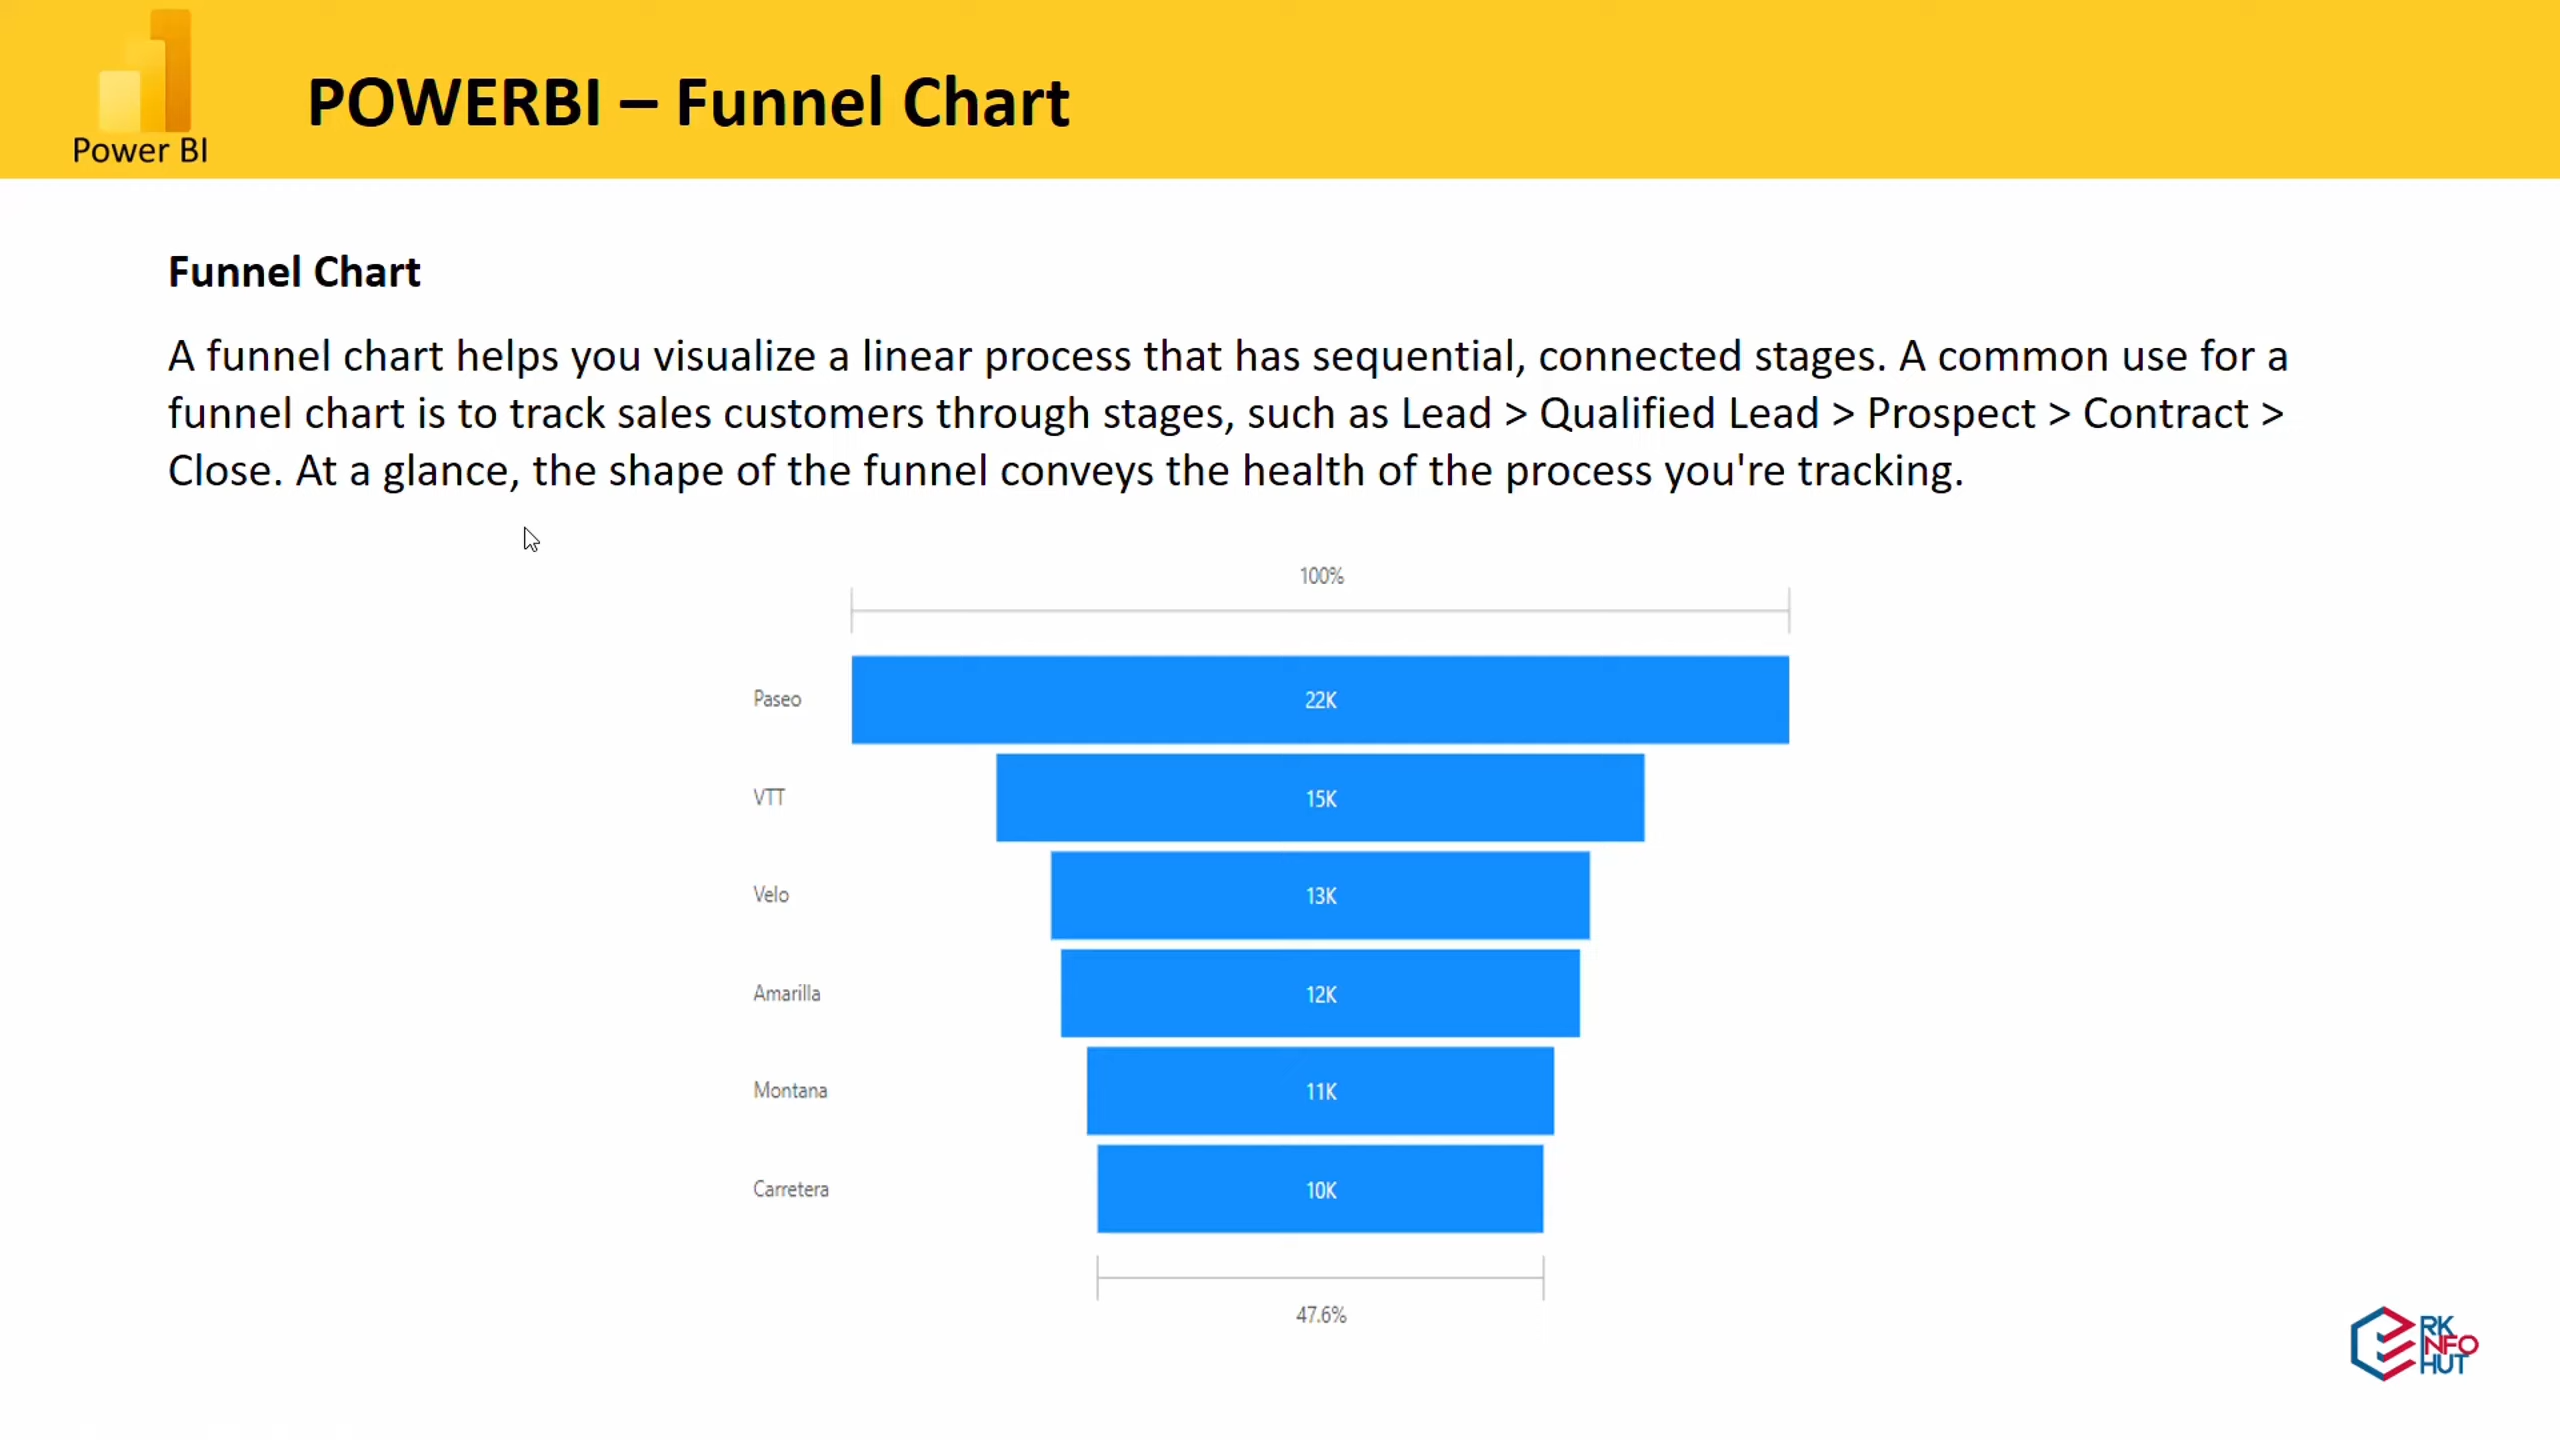 Power BI
POWERBI – Funnel Chart
Funnel Chart
A funnel chart helps you visualize a linear process that has sequential, connected stages. A common use for a
funnel chart is to track sales customers through stages, such as Lead > Qualified Lead > Prospect > Contract >
Close. At a glance, the shape of the funnel conveys the health of the process you're tracking.
100%
Paseo 22K
VTT 15K
Velo 13K
Amarilla 12K
Montana 11K
Carretera 10K
47.6%
RK
INFO
HUT